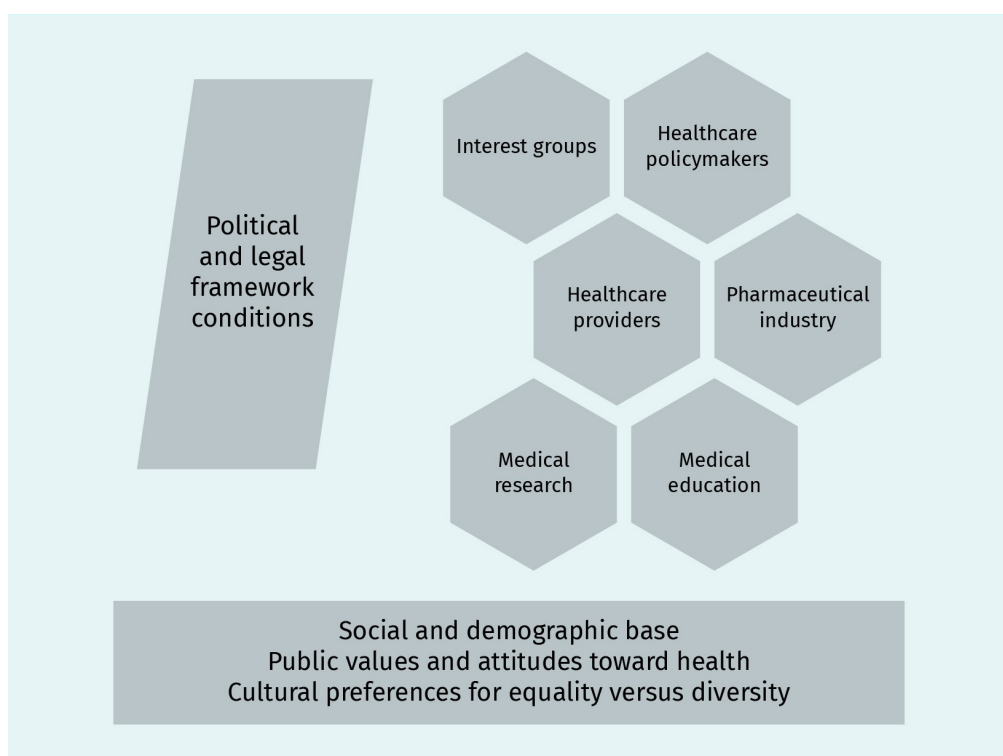 Political
and legal
framework
conditions
Interest groups
Healthcare
policymakers
Healthcare
providers
Pharmaceutical
industry
Medical
research
Medical
education
Social and demographic base
Public values and attitudes toward health
Cultural preferences for equality versus diversity